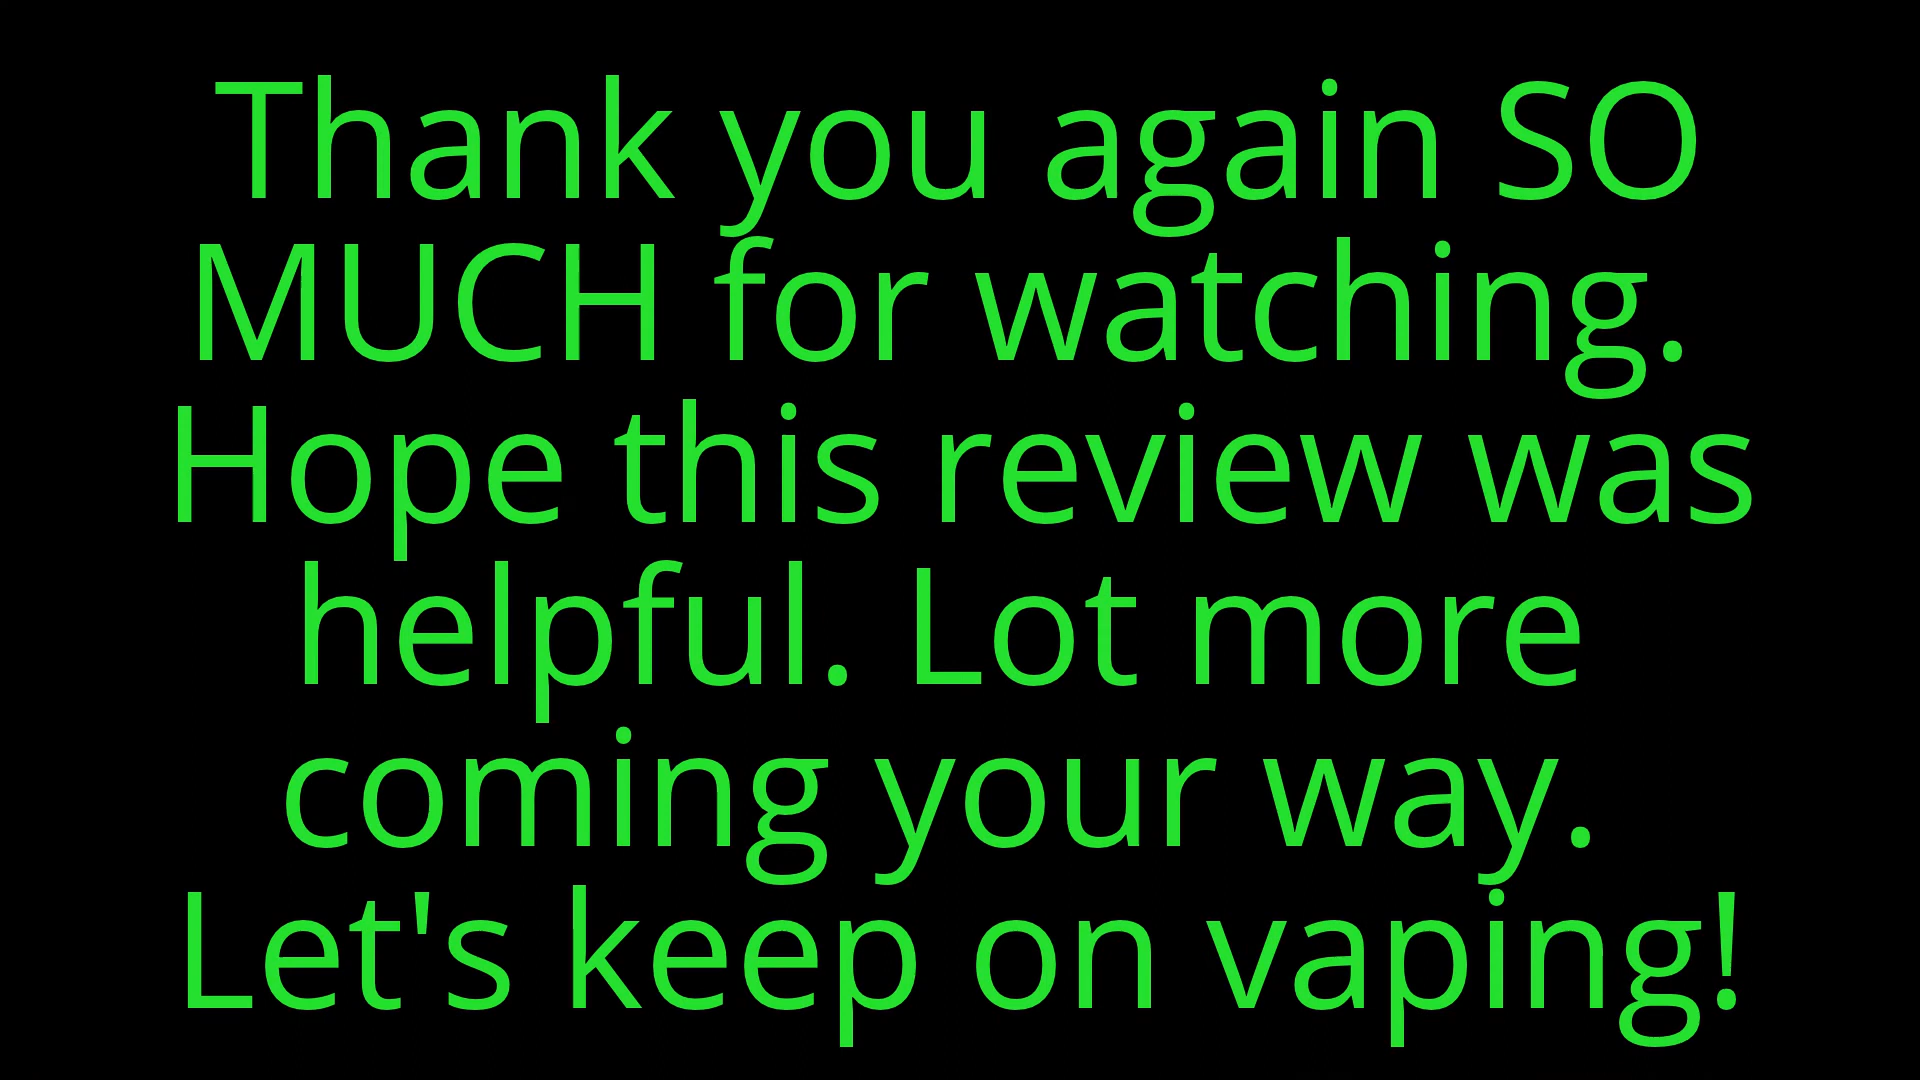 Thank you again SO
MUCH for watching.
Hope this review was
helpful. Lot more
coming your way.
Let's keep on vaping!